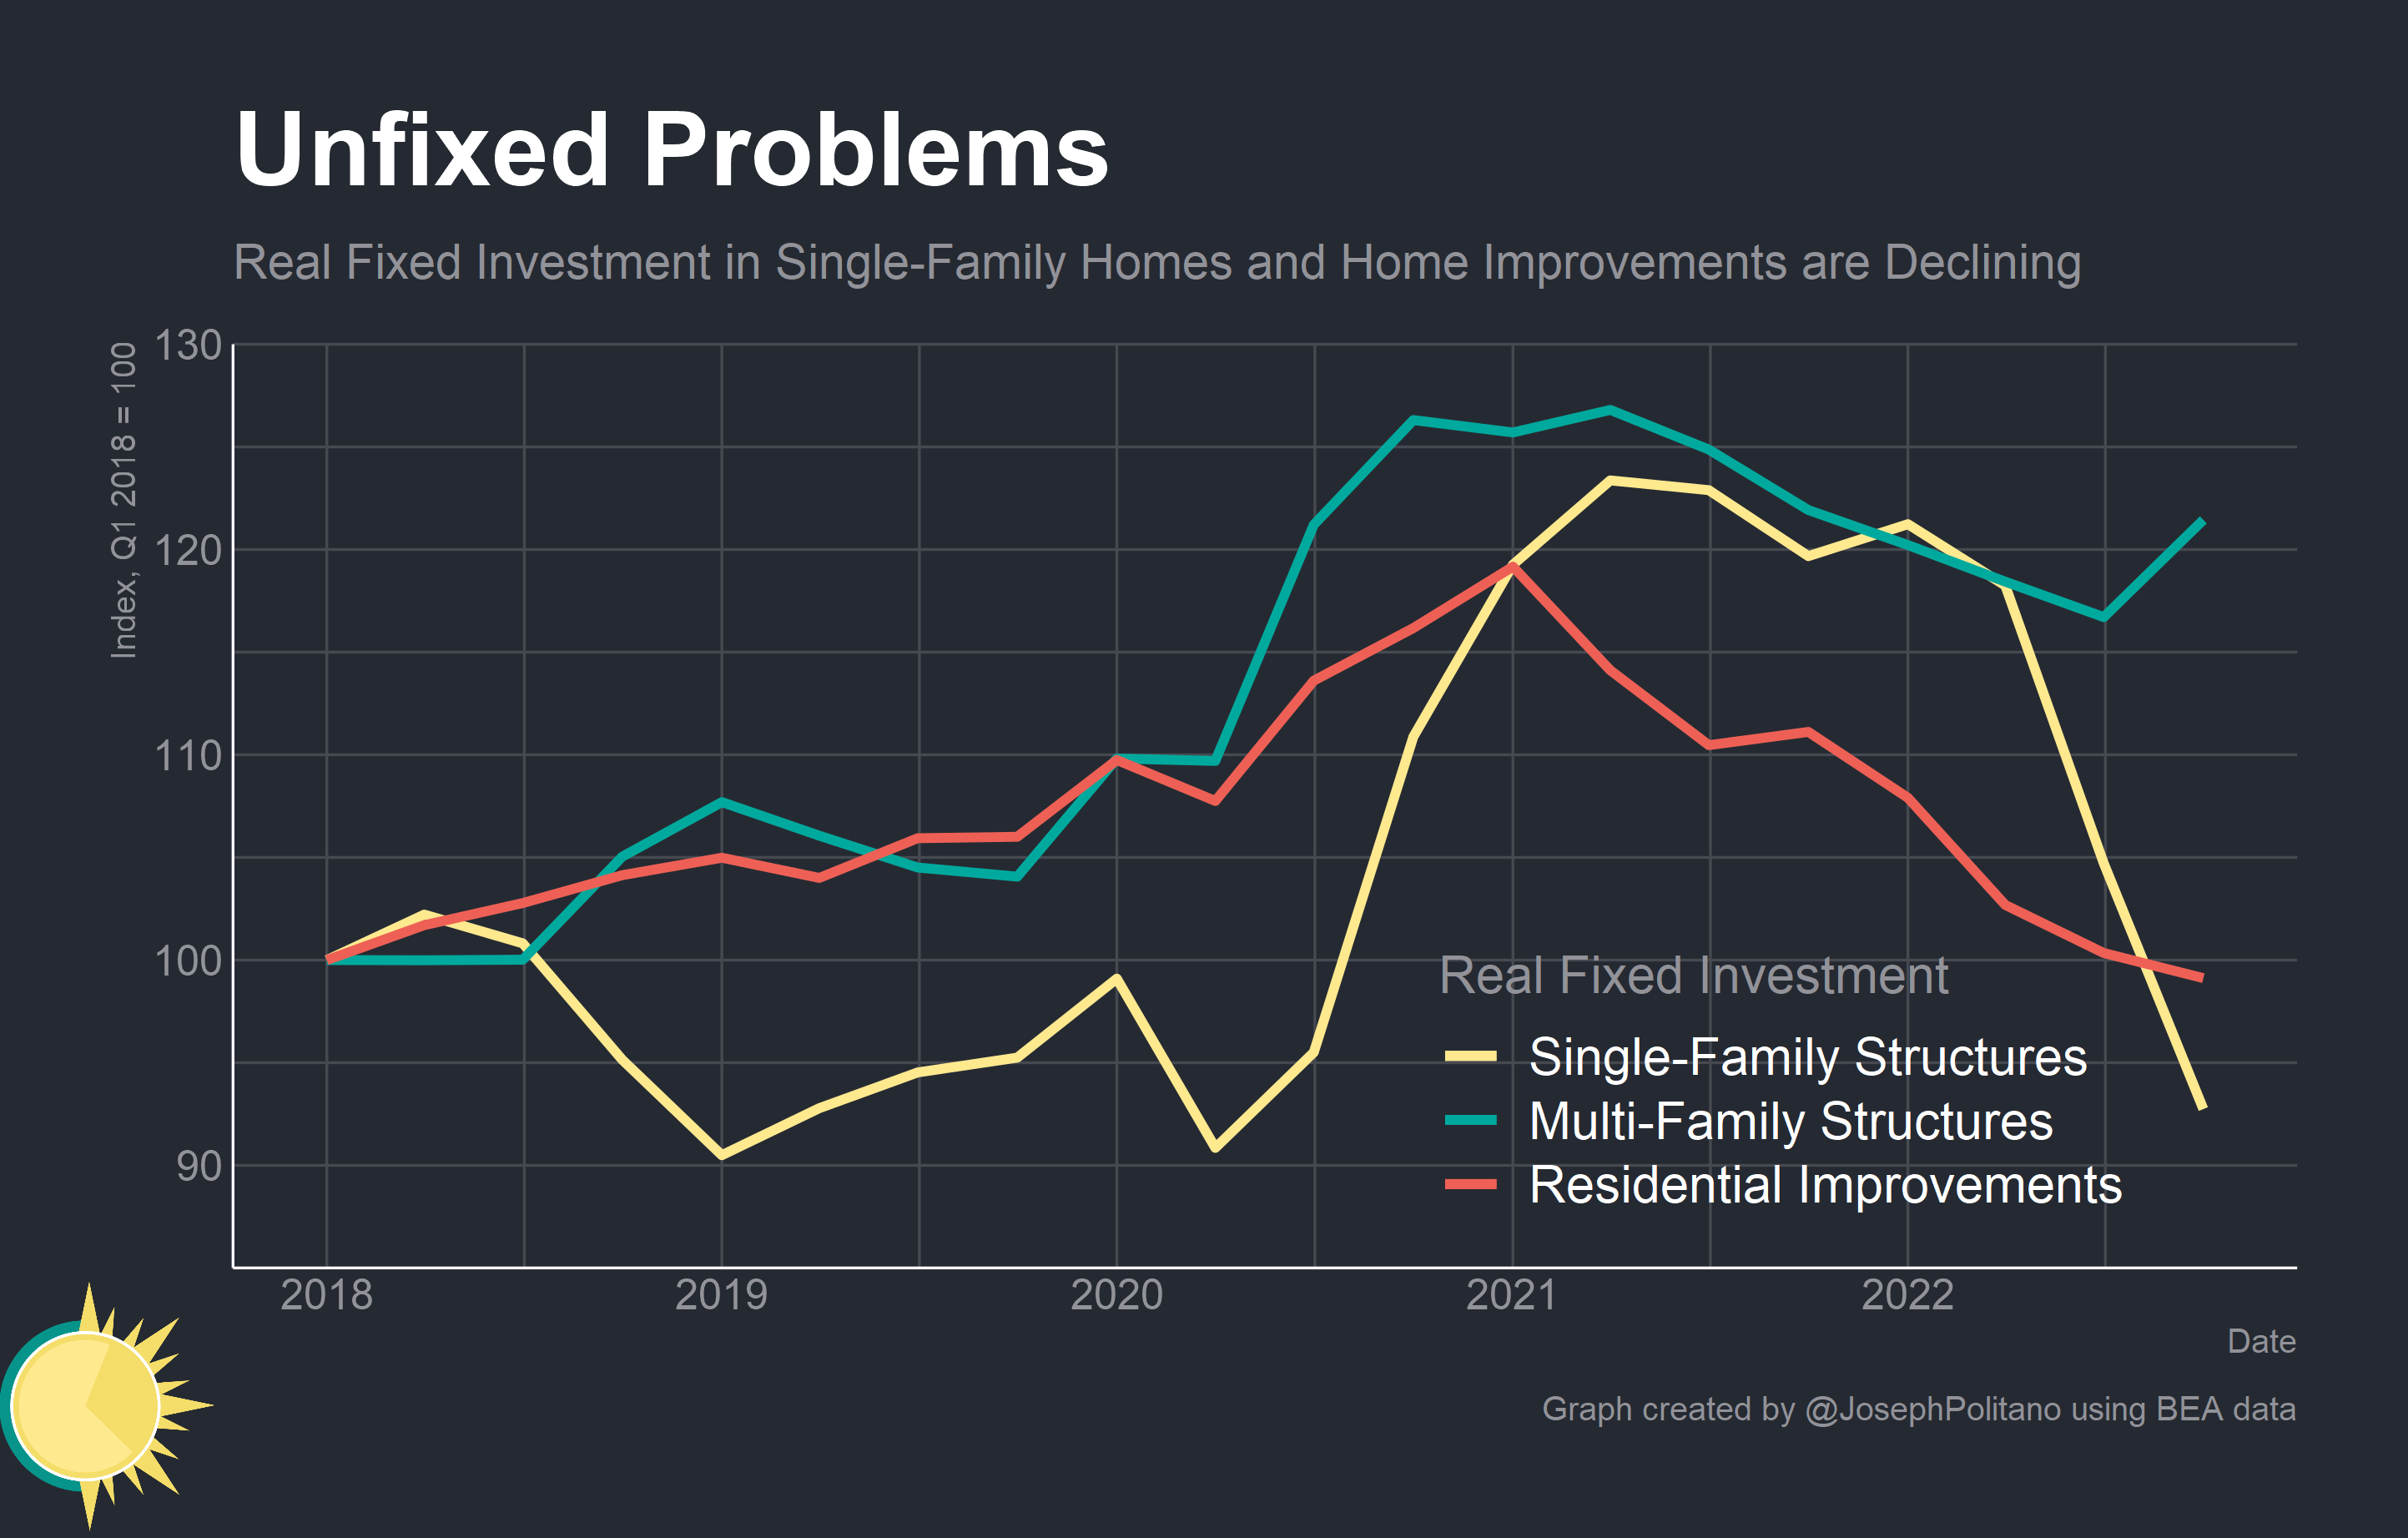 Unfixed Problems
Real Fixed Investment in Single-Family Homes and Home Improvements are Declining
Index, Q1 2018 = 100
130
120
110
100
90
Real Fixed Investment
Single-Family Structures
Multi-Family Structures
Residential Improvements
2018 2019 2020 2021 2022
Date
Graph created by @JosephPolitano using BEA data